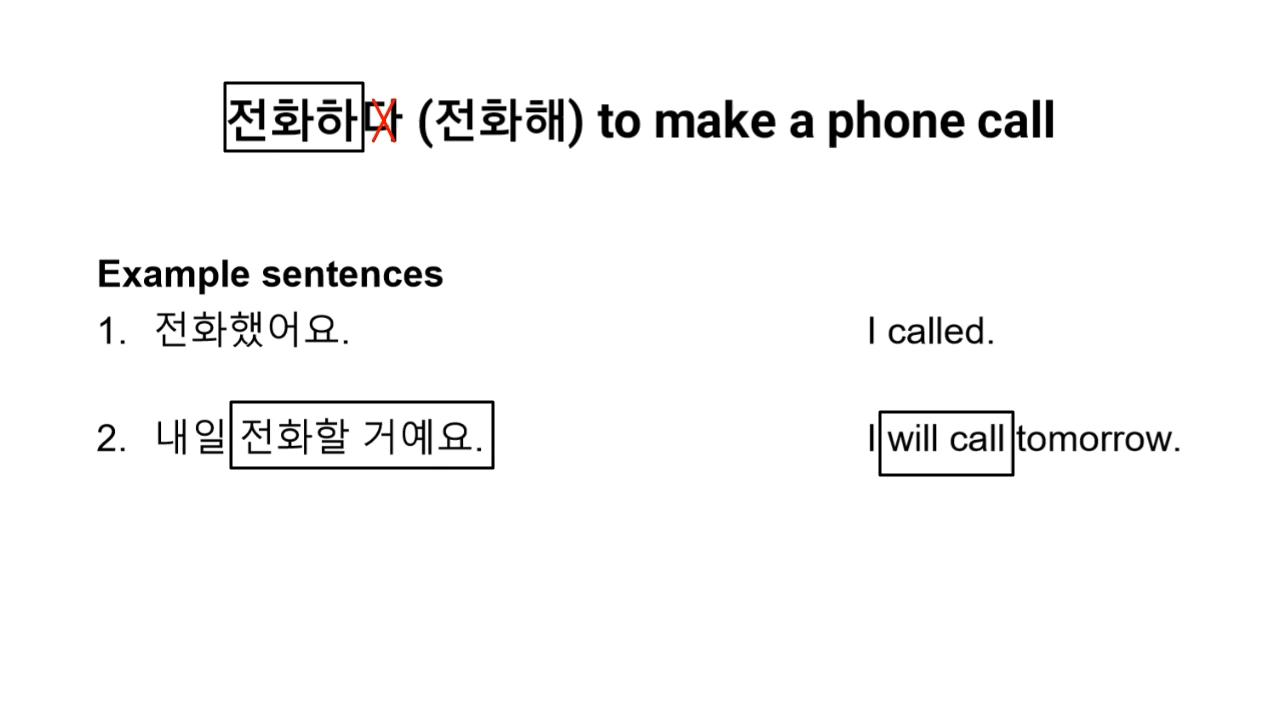 전화하다 (전화해) to make a phone call
Example sentences
1. 전화했어요. I called.
2. 내일 전화할 거예요. I will call tomorrow.